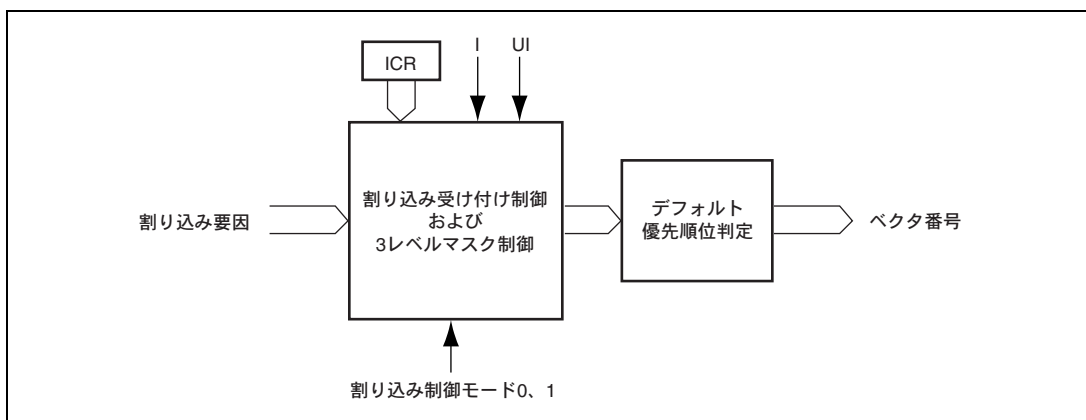 I
UI
ICR
割り込み要因
割り込み受け付け制御
および
3レベルマスク制御
デフォルト
優先順位判定
ベクタ番号
割り込み制御モード0、1